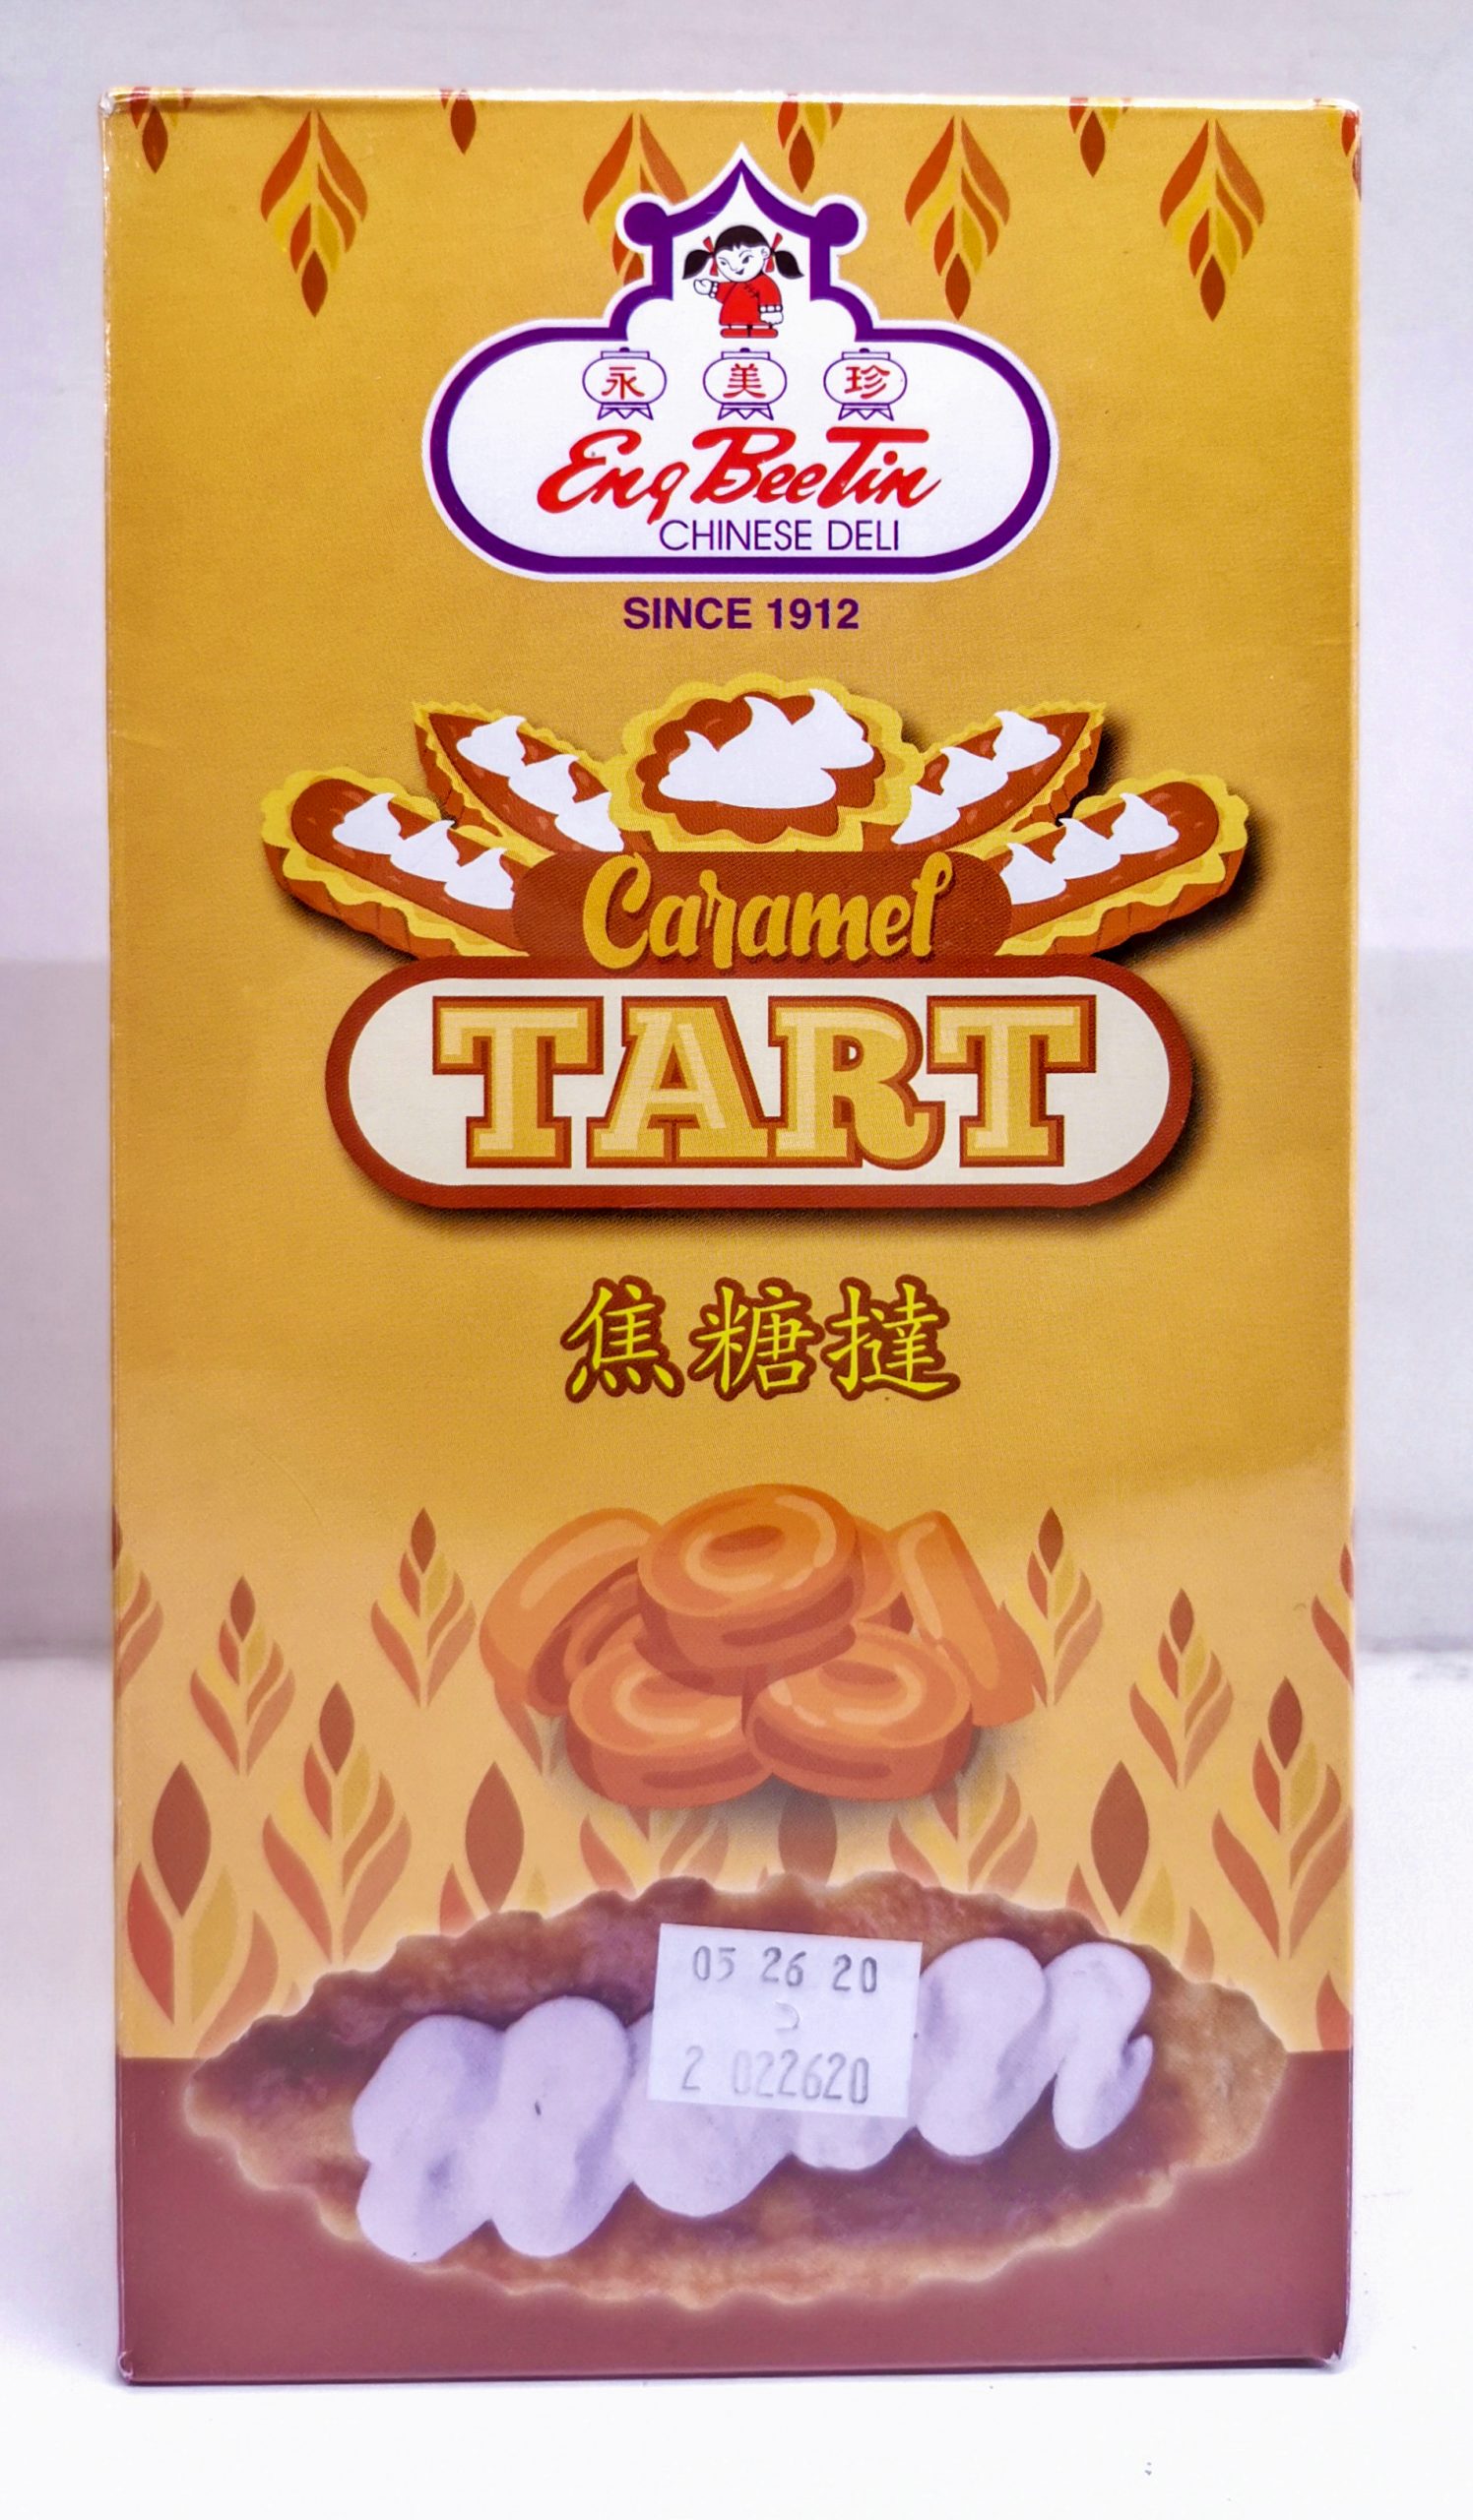 永 美 珍
Eng Bee Tin
CHINESE DELI
SINCE 1912
Caramel
TART
焦糖撻
05 26 20
2 022620